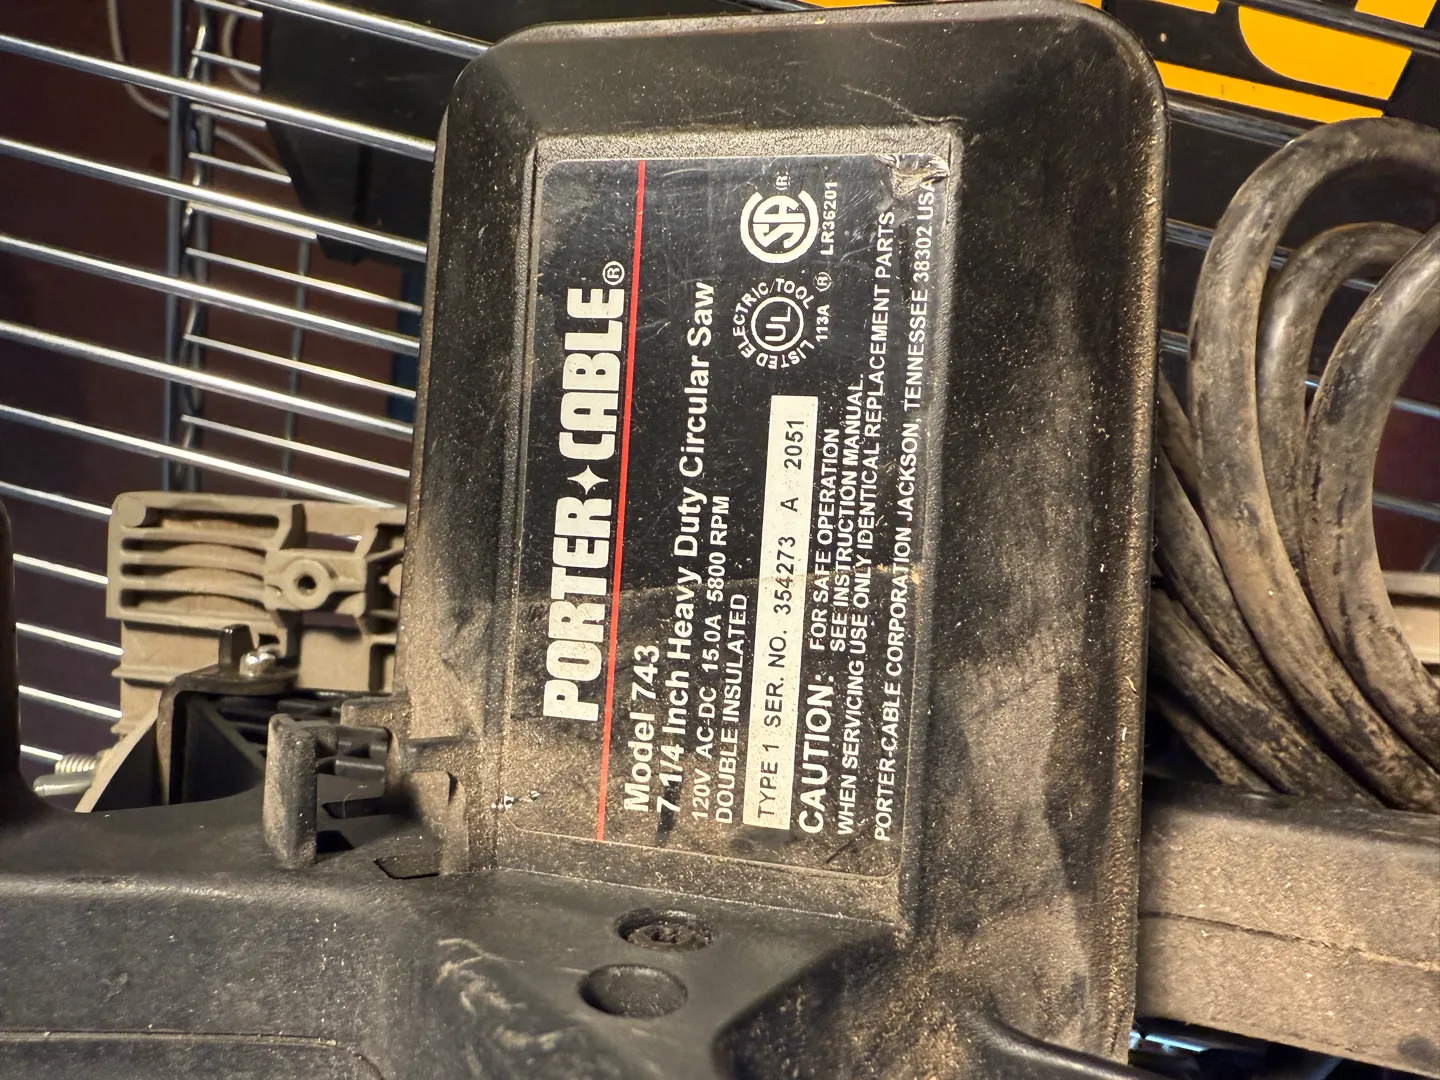 PORTER CABLE®
Model 743
7 1/4 Inch Heavy Duty Circular Saw
120V AC-DC 15.0A 5800 RPM
DOUBLE INSULATED
TYPE 1 SER. NO. 354273 A 2051
LISTED ELECTRIC TOOL
UL
®
113A
SA
®
LR36201
CAUTION: FOR SAFE OPERATION
SEE INSTRUCTION MANUAL.
WHEN SERVICING USE ONLY IDENTICAL REPLACEMENT PARTS
PORTER-CABLE CORPORATION JACKSON, TENNESSEE 38302 USA